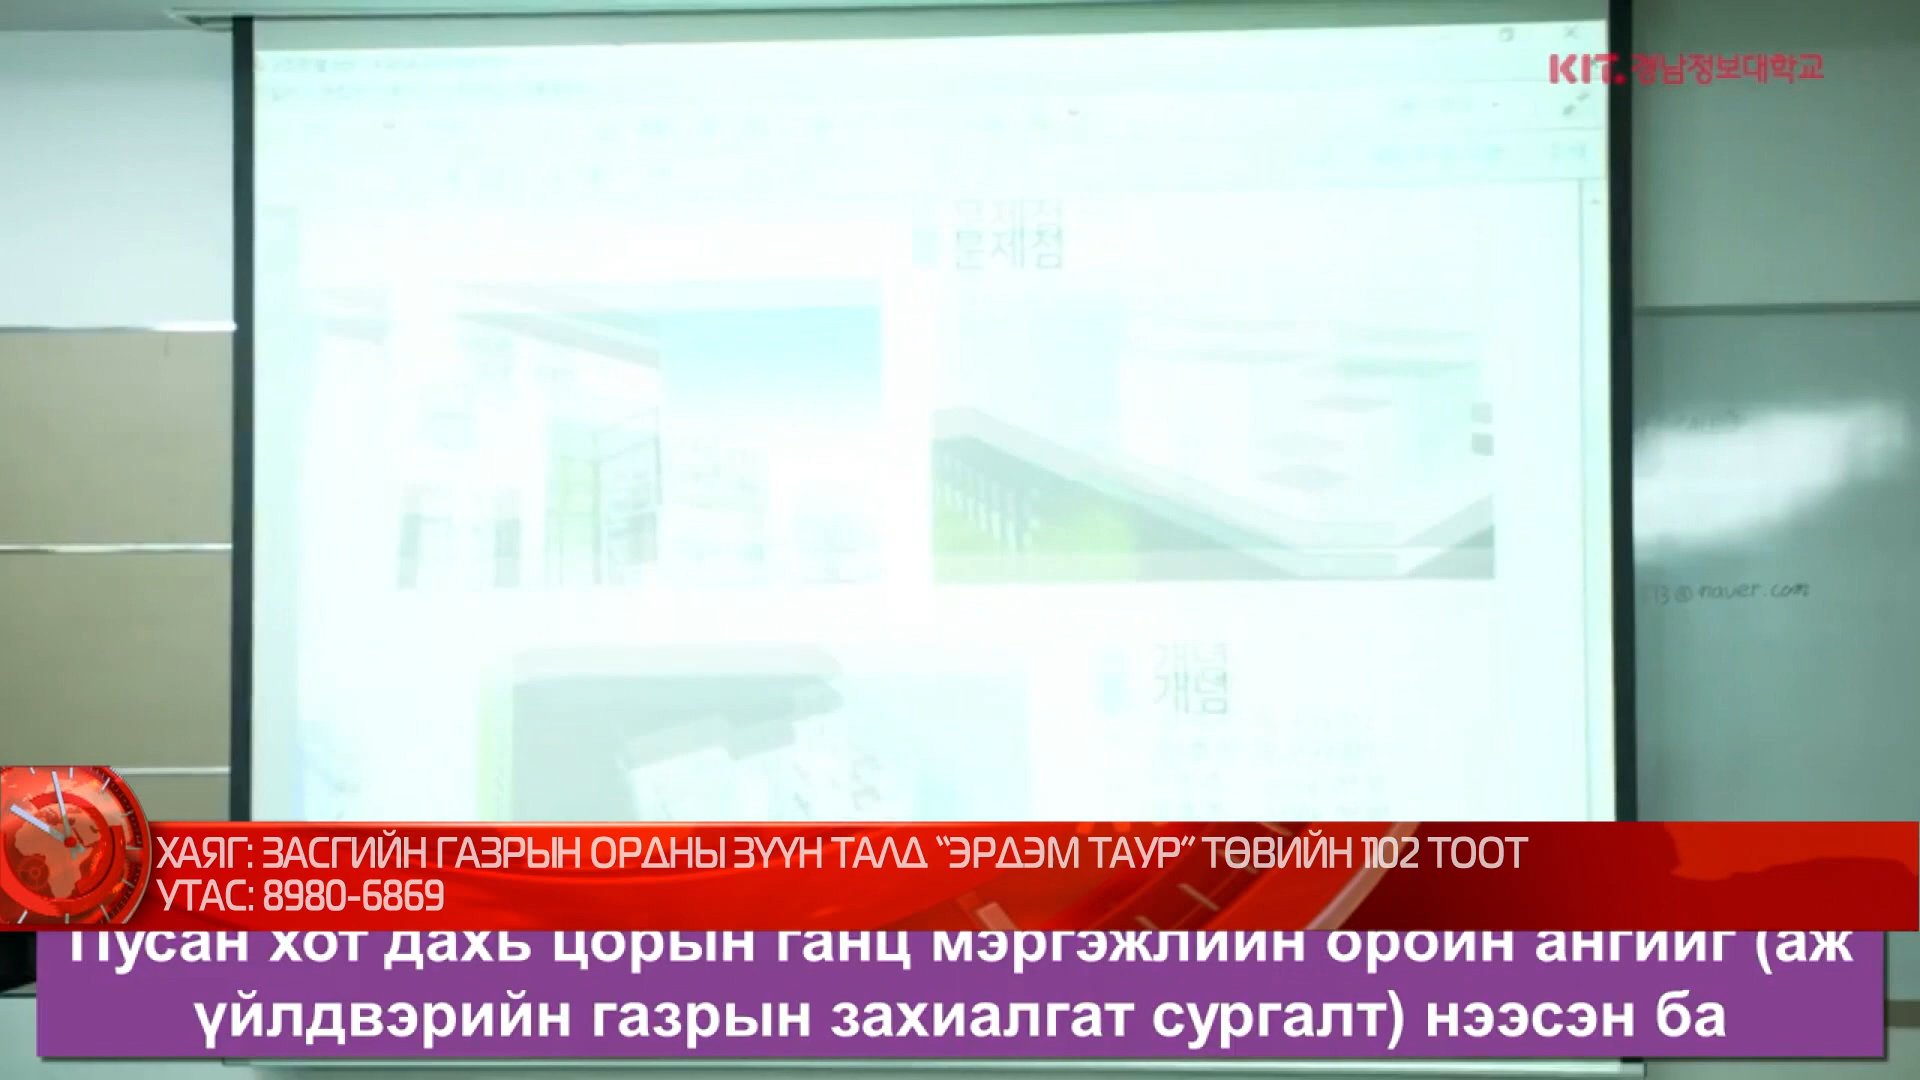 KIT. 경남정보대학교
문제점
문제점
개념
개념
13@naver.com
ХАЯГ: ЗАСГИЙН ГАЗРЫН ОРДНЫ ЗҮҮН ТАЛД “ЭРДЭМ ТАУР” ТӨВИЙН 1102 ТООТ
УТАС: 8980-6869
Пусан хот дахь цорын ганц мэргэжлийн оройн ангийг (аж
үйлдвэрийн газрын захиалгат сургалт) нээсэн ба